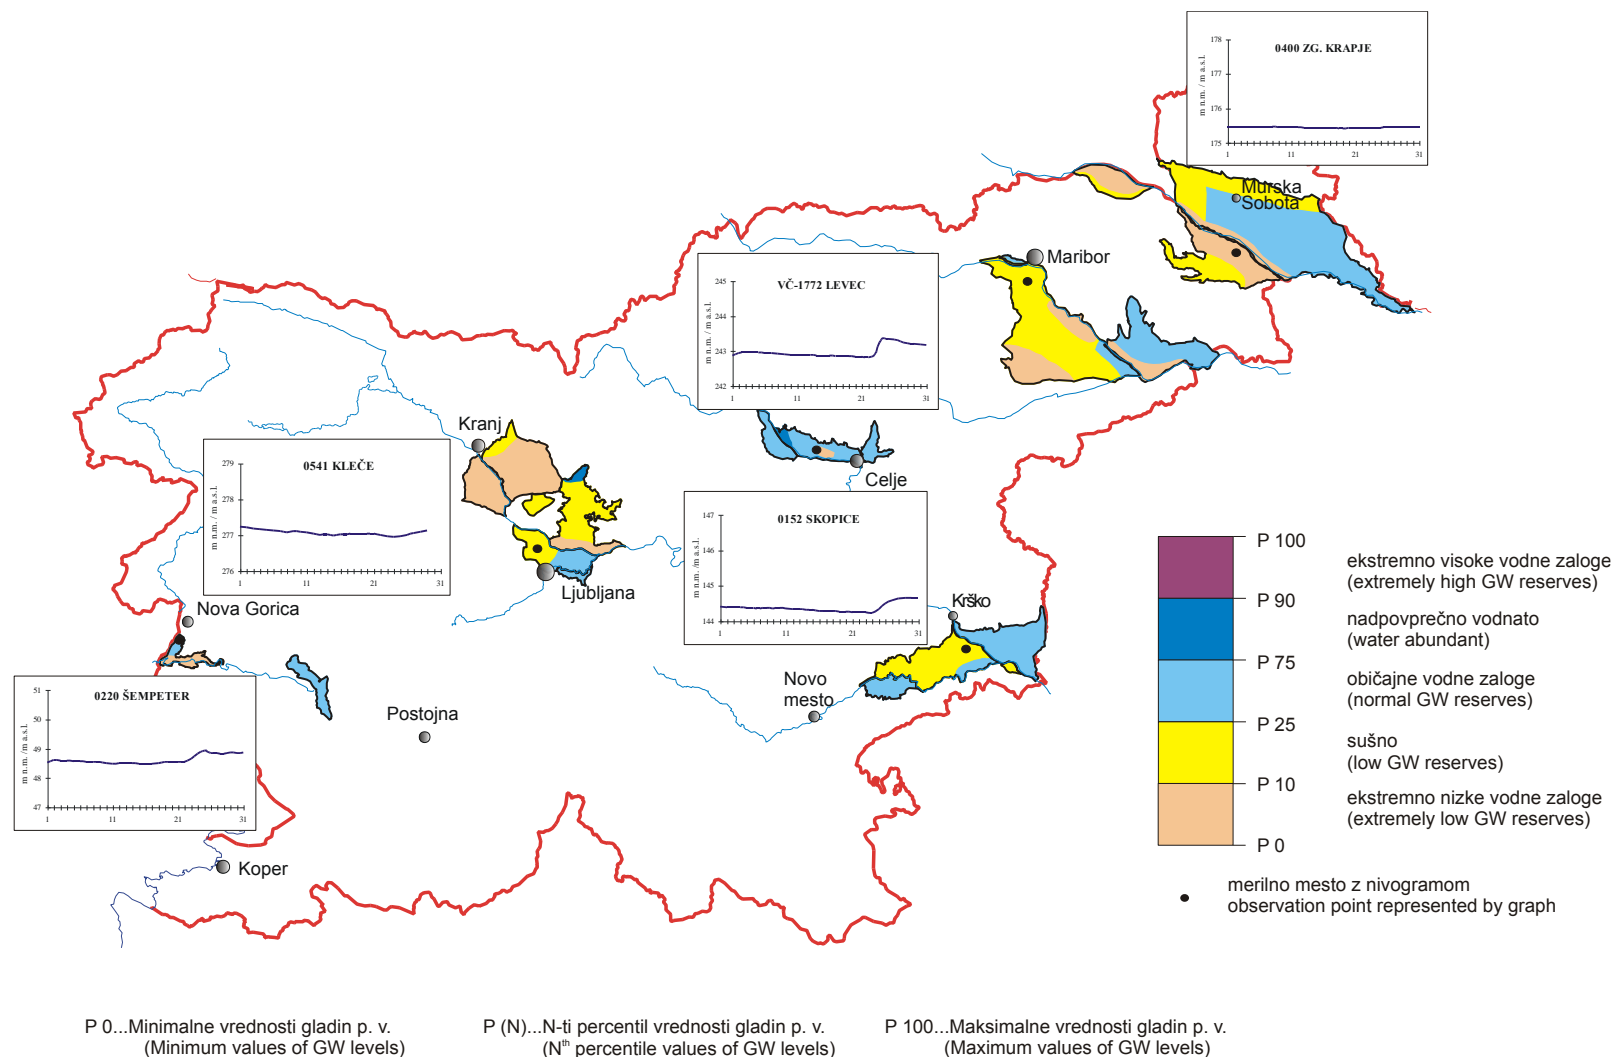 0400 ZG. KRAPJE
m n.m. / m a.s.l.
178
177
176
175
1 11 21 31
Murska
Sobota
Maribor
VČ-1772 LEVEC
m n.m. / m a.s.l.
245
244
243
242
1 11 21 31
Kranj
Celje
0541 KLEČE
m n.m. / m a.s.l.
279
278
277
276
1 11 21 31
0152 SKOPICE
m n.m. /m a.s.l.
147
146
145
144
1 11 21 31
Ljubljana
Nova Gorica
Krško
Novo
mesto
Postojna
0220 ŠEMPETER
m n.m. /m a.s.l.
51
50
49
48
47
1 11 21 31
Koper
P 100
ekstremno visoke vodne zaloge
(extremely high GW reserves)
P 90
nadpovprečno vodnato
(water abundant)
P 75
običajne vodne zaloge
(normal GW reserves)
P 25
sušno
(low GW reserves)
P 10
ekstremno nizke vodne zaloge
(extremely low GW reserves)
P 0
merilno mesto z nivogramom
observation point represented by graph
P 0...Minimalne vrednosti gladin p. v.
(Minimum values of GW levels)
P (N)...N-ti percentil vrednosti gladin p. v.
(Nth percentile values of GW levels)
P 100...Maksimalne vrednosti gladin p. v.
(Maximum values of GW levels)